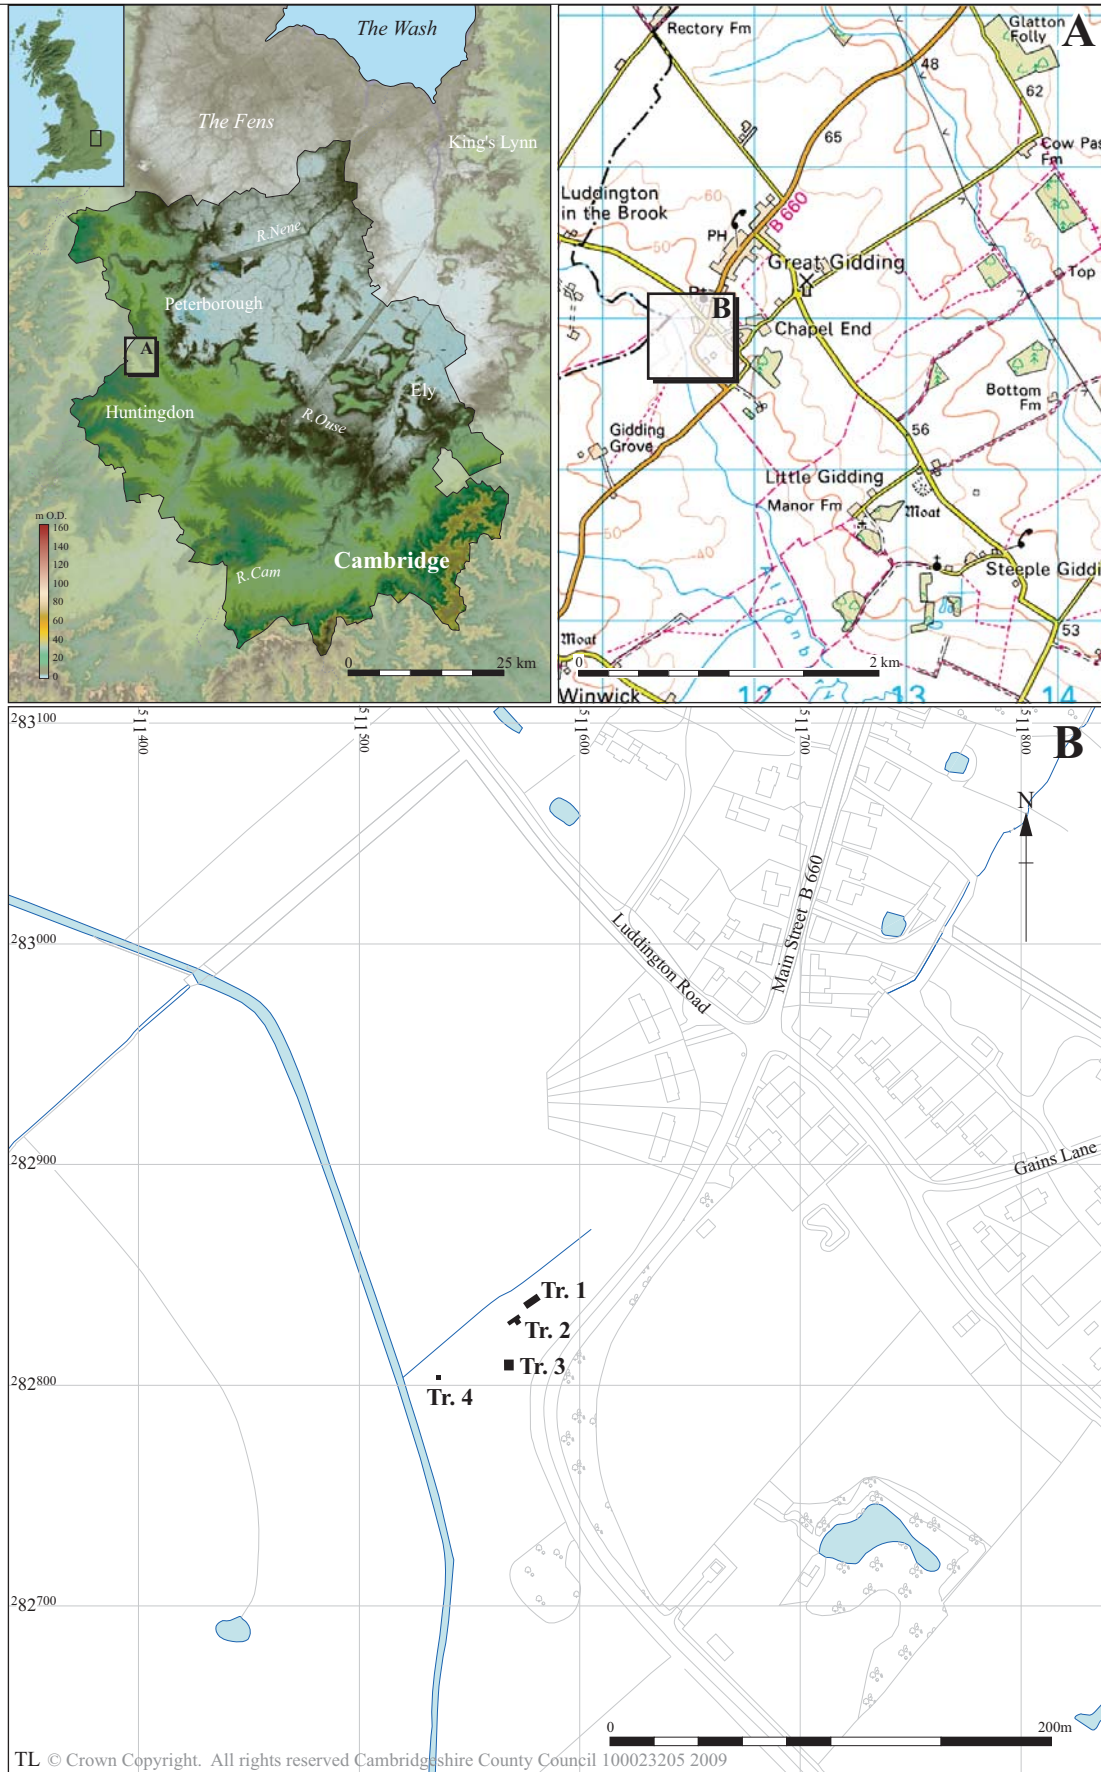 The Wash
The Fens
King's Lynn
R.Nene
Peterborough
A
Huntingdon
Ely
R.Ouse
m O.D.
160
140
120
100
80
60
40
20
0
Cambridge
R.Cam
0
25 km
A
Rectory Fm
Glatton
Folly
48
62
65
Cow Pas
Fm
Luddington
in the Brook
60
B 660
50
PH
50
Great Gidding
Top
B
Chapel End
Bottom
Fm
56
Gidding
Grove
Little Gidding
Manor Fm
Moat
50
40
Steeple Giddi
Alconb
53
Moat
0
2 km
Winwick
12
13
14
B
283100
511400
511500
511600
511700
511800
N
Main Street B 660
Luddington Road
283000
282900
Gains Lane
Tr. 1
Tr. 2
Tr. 3
Tr. 4
282800
282700
0
200m
TL © Crown Copyright. All rights reserved Cambridgeshire County Council 100023205 2009